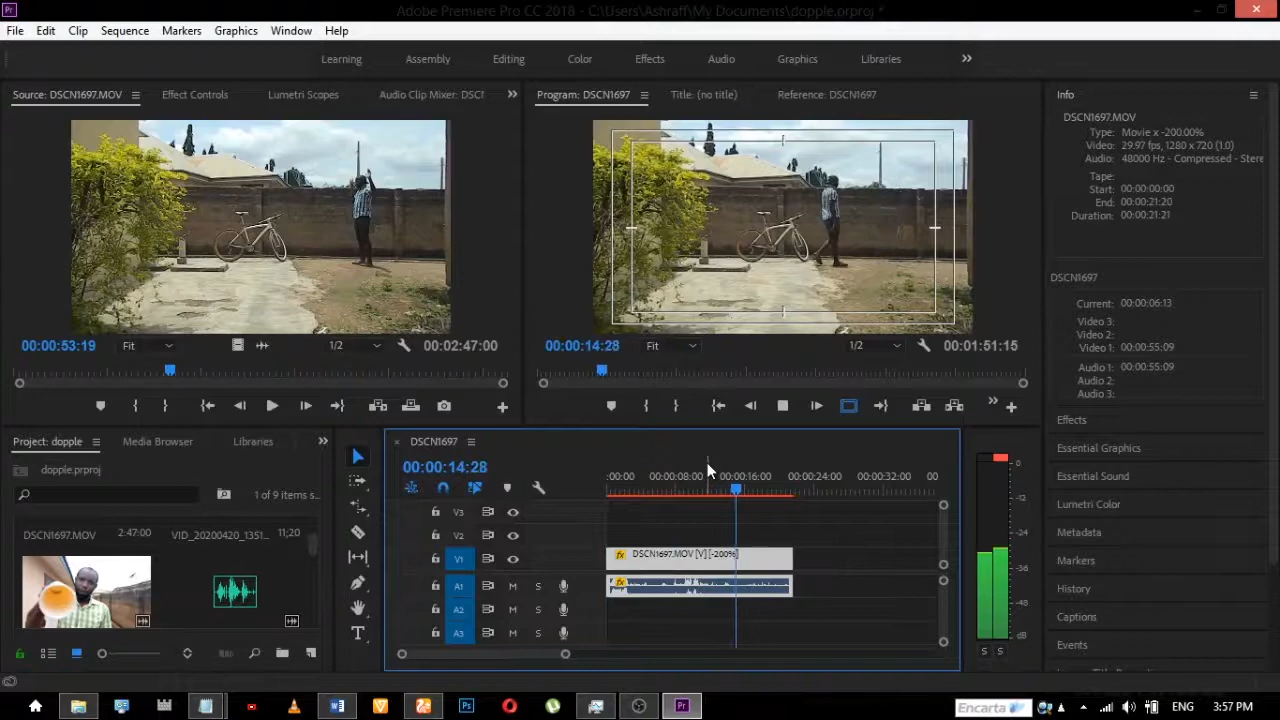 Adobe Premiere Pro CC 2018 - C:\Users\Ashraff\My Documents\dopple.prproj *
File Edit Clip Sequence Markers Graphics Window Help
Learning Assembly Editing Color Effects Audio Graphics Libraries
Source: DSCN1697.MOV Effect Controls Lumetri Scopes Audio Clip Mixer: DSCI
Program: DSCN1697 Title: (no title) Reference: DSCN1697
Info
DSCN1697.MOV
Type: Movie x -200.00%
Video: 29.97 fps, 1280 x 720 (1.0)
Audio: 48000 Hz - Compressed - Stere
Tape:
Start: 00:00:00:00
End: 00:00:21:20
Duration: 00:00:21:21
DSCN1697
Current: 00:00:06:13
Video 3:
Video 2:
Video 1: 00:00:55:09
Audio 1: 00:00:55:09
Audio 2:
Audio 3:
00:00:53:19 Fit 1/2 00:02:47:00
00:00:14:28 Fit 1/2 00:01:51:15
Effects
Essential Graphics
Essential Sound
Lumetri Color
Metadata
Markers
History
Captions
Events
Project: dopple Media Browser Libraries
dopple.prproj
1 of 9 items s...
DSCN1697.MOV 2:47:00 VID_20200420_1351... 11;20
DSCN1697
00:00:14:28
:00:00 00:00:08:00 00:00:16:00 00:00:24:00 00:00:32:00 00
V3
V2
V1 fx DSCN1697.MOV [V] [-200%]
A1 M S fx
A2 M S
A3 M S
0
-12
-24
-36
-48
dB
S S
Encarta 3:57 PM